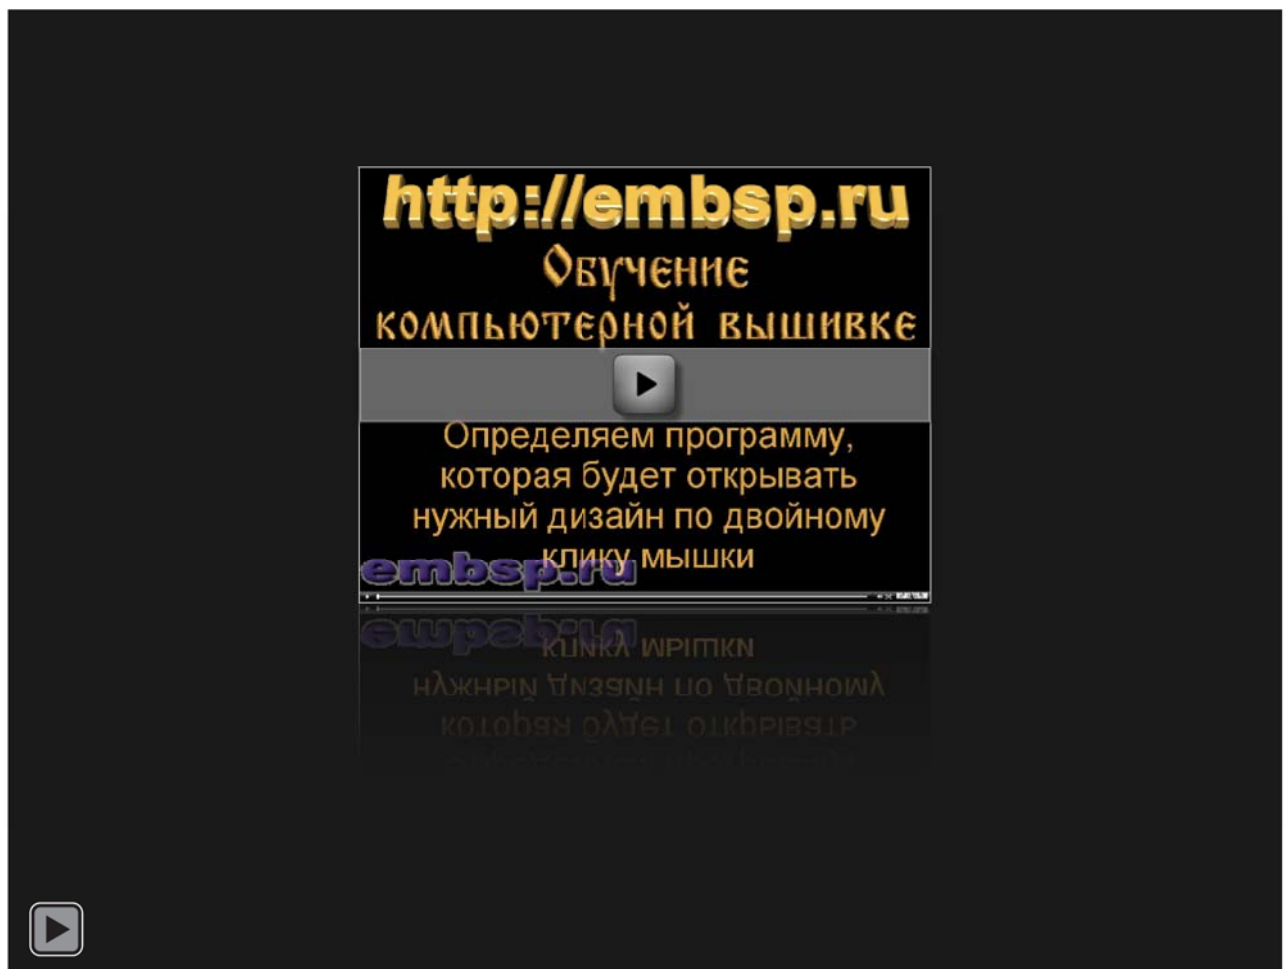 http://embsp.ru
Обучение
компьютерной вышивке
Определяем программу,
которая будет открывать
нужный дизайн по двойному
клику мышки
embsp.ru